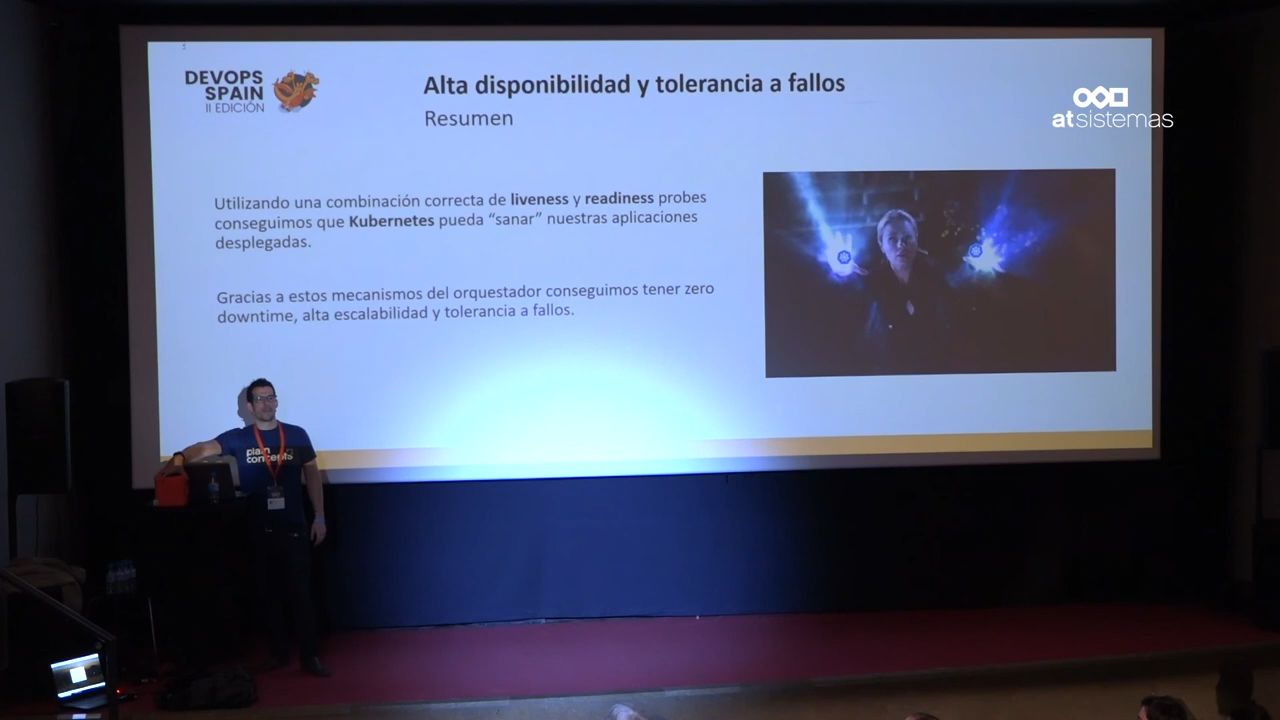 DEVOPS
SPAIN
II EDICIÓN
Alta disponibilidad y tolerancia a fallos
Resumen
atsistemas
Utilizando una combinación correcta de liveness y readiness probes
conseguimos que Kubernetes pueda “sanar” nuestras aplicaciones
desplegadas.
Gracias a estos mecanismos del orquestador conseguimos tener zero
downtime, alta escalabilidad y tolerancia a fallos.
plain
concepts